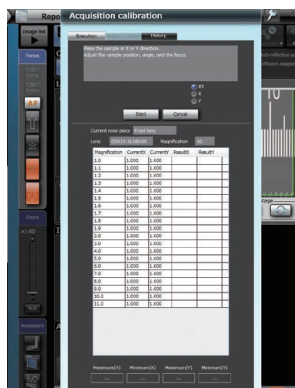 Repo
Acquisition calibration
Image list
Execution
History
Place the sample in X or Y direction.
Adjust the sample position, angle, and the focus.
Focus
XY
X
Y
AF
Start
Cancel
Current nose piece Front lens
Lens
Magnification
Magnification CurrentX CurrentY ResultX ResultY
1.0 1.000 1.000
1.1 1.000 1.000
1.2 1.000 1.000
1.3 1.000 1.000
1.4 1.000 1.000
1.5 1.000 1.000
1.6 1.000 1.000
1.7 1.000 1.000
1.8 1.000 1.000
1.9 1.000 1.000
2.0 1.000 1.000
3.0 1.000 1.000
4.0 1.000 1.000
5.0 1.000 1.000
6.0 1.000 1.000
7.0 1.000 1.000
8.0 1.000 1.000
9.0 1.000 1.000
10.0 1.000 1.000
11.0 1.000 1.000
Zoom
x140
Accessory
Maximum(X) Minimum(X) Maximum(Y) Minimum(Y)
--- --- --- ---